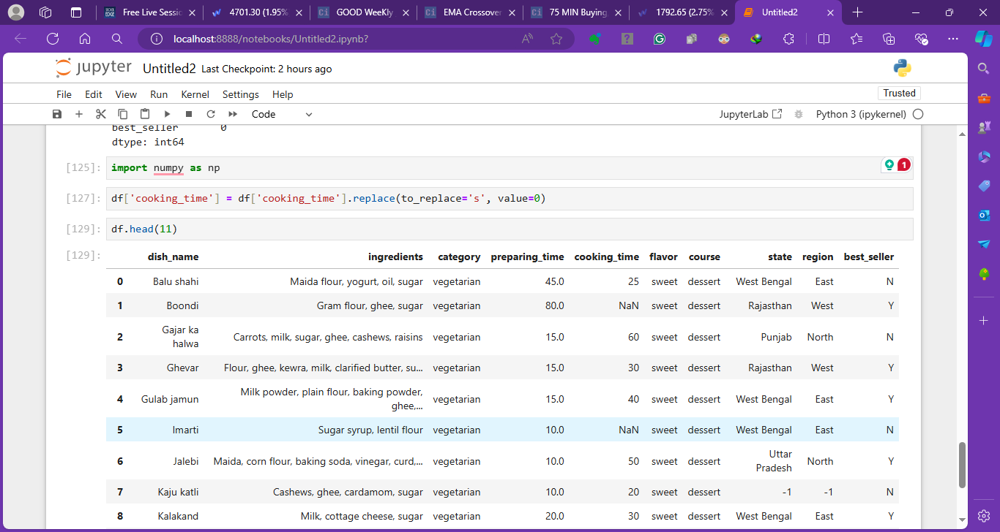 Free Live Sessic
4701.30 (1.95%
GOOD WeeKly
EMA Crossover
75 MIN Buying
1792.65 (2.75%
Untitled2
localhost:8888/notebooks/Untitled2.ipynb?
jupyter Untitled2 Last Checkpoint: 2 hours ago
File Edit View Run Kernel Settings Help
Trusted
Code
JupyterLab
Python 3 (ipykernel)
best_seller 0
dtype: int64
[125]: import numpy as np
1
[127]: df['cooking_time'] = df['cooking_time'].replace(to_replace='s', value=0)
[129]: df.head(11)
[129]: dish_name ingredients category preparing_time cooking_time flavor course state region best_seller
0 Balu shahi Maida flour, yogurt, oil, sugar vegetarian 45.0 25 sweet dessert West Bengal East N
1 Boondi Gram flour, ghee, sugar vegetarian 80.0 NaN sweet dessert Rajasthan West Y
2 Gajar ka halwa Carrots, milk, sugar, ghee, cashews, raisins vegetarian 15.0 60 sweet dessert Punjab North N
3 Ghevar Flour, ghee, kewra, milk, clarified butter, su... vegetarian 15.0 30 sweet dessert Rajasthan West Y
4 Gulab jamun Milk powder, plain flour, baking powder, ghee,... vegetarian 15.0 40 sweet dessert West Bengal East Y
5 Imarti Sugar syrup, lentil flour vegetarian 10.0 NaN sweet dessert West Bengal East N
6 Jalebi Maida, corn flour, baking soda, vinegar, curd,... vegetarian 10.0 50 sweet dessert Uttar Pradesh North Y
7 Kaju katli Cashews, ghee, cardamom, sugar vegetarian 10.0 20 sweet dessert -1 -1 N
8 Kalakand Milk, cottage cheese, sugar vegetarian 20.0 30 sweet dessert West Bengal East Y